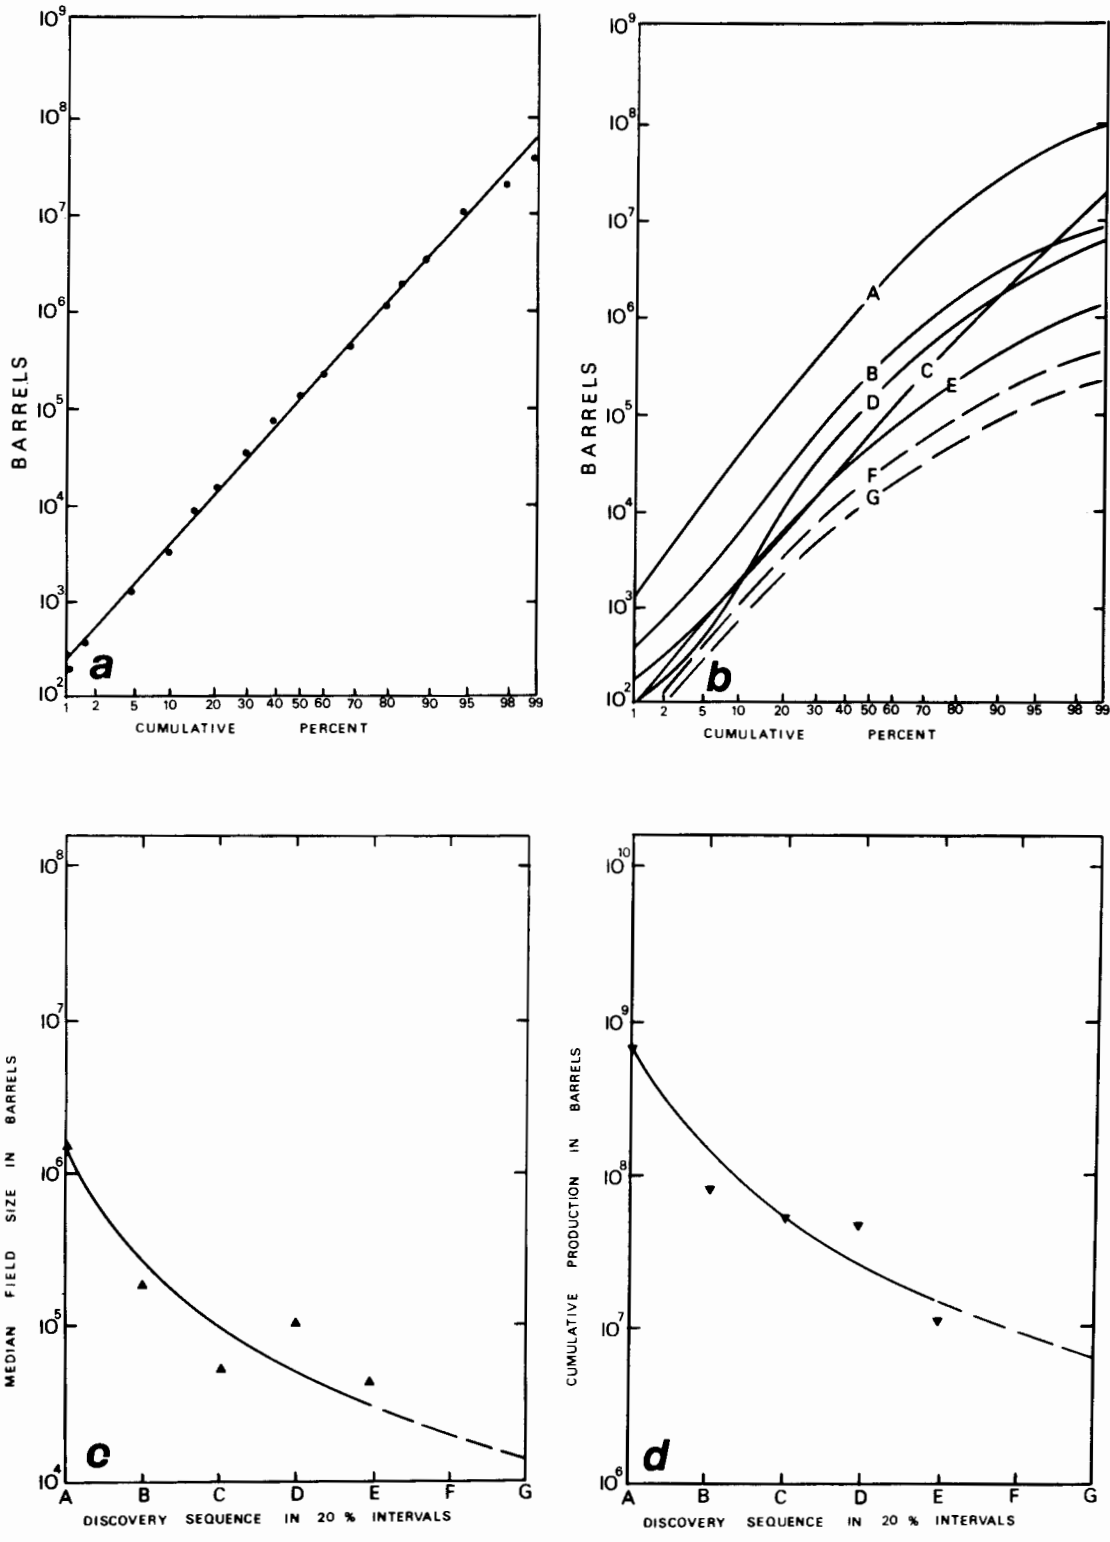 10⁹
10⁸
10⁷
10⁶
10⁵
10⁴
10³
10²
BARRELS
a
1 2 5 10 20 30 40 50 60 70 80 90 95 98 99
CUMULATIVE PERCENT
10⁹
10⁸
10⁷
10⁶
10⁵
10⁴
10³
10²
BARRELS
A
B
C
D
E
F
G
b
1 2 5 10 20 30 40 50 60 70 80 90 95 98 99
CUMULATIVE PERCENT
10⁸
10⁷
10⁶
10⁵
10⁴
MEDIAN FIELD SIZE IN BARRELS
c
A B C D E F G
DISCOVERY SEQUENCE IN 20 % INTERVALS
10¹⁰
10⁹
10⁸
10⁷
10⁶
CUMULATIVE PRODUCTION IN BARRELS
d
A B C D E F G
DISCOVERY SEQUENCE IN 20 % INTERVALS